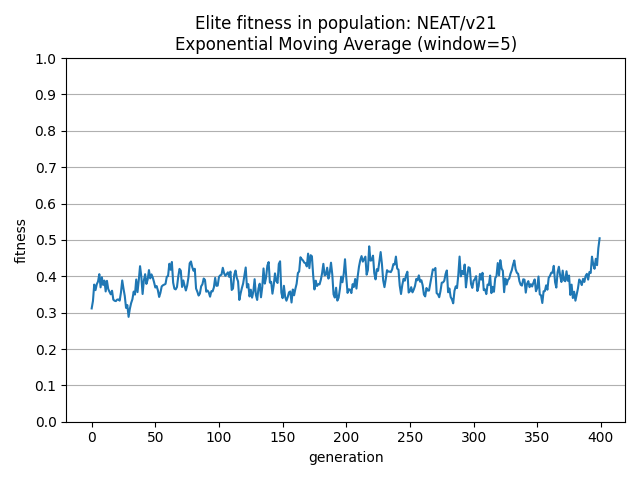 Elite fitness in population: NEAT/v21
Exponential Moving Average (window=5)
1.0
0.9
0.8
0.7
0.6
0.5
0.4
0.3
0.2
0.1
0.0
fitness
0 50 100 150 200 250 300 350 400
generation